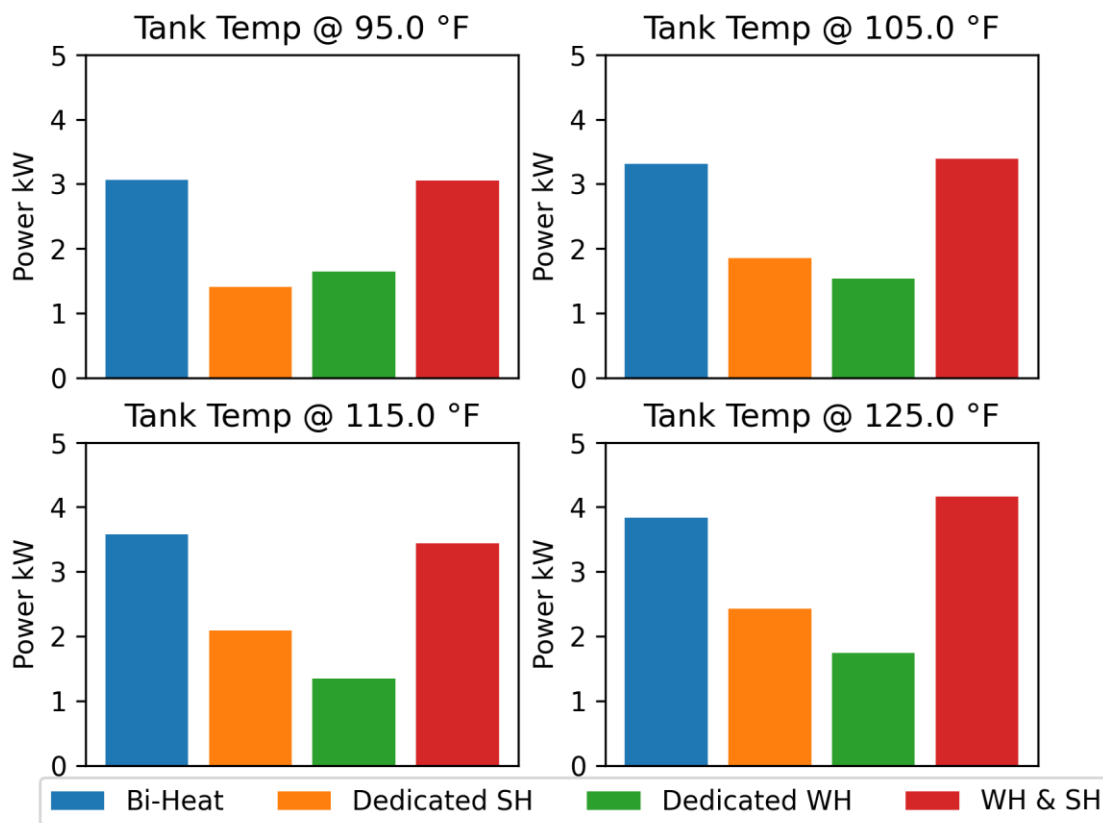 Tank Temp @ 95.0 °F
Power kW
5
4
3
2
1
0
Tank Temp @ 105.0 °F
Power kW
5
4
3
2
1
0
Tank Temp @ 115.0 °F
Power kW
5
4
3
2
1
0
Tank Temp @ 125.0 °F
Power kW
5
4
3
2
1
0
Bi-Heat Dedicated SH Dedicated WH WH & SH